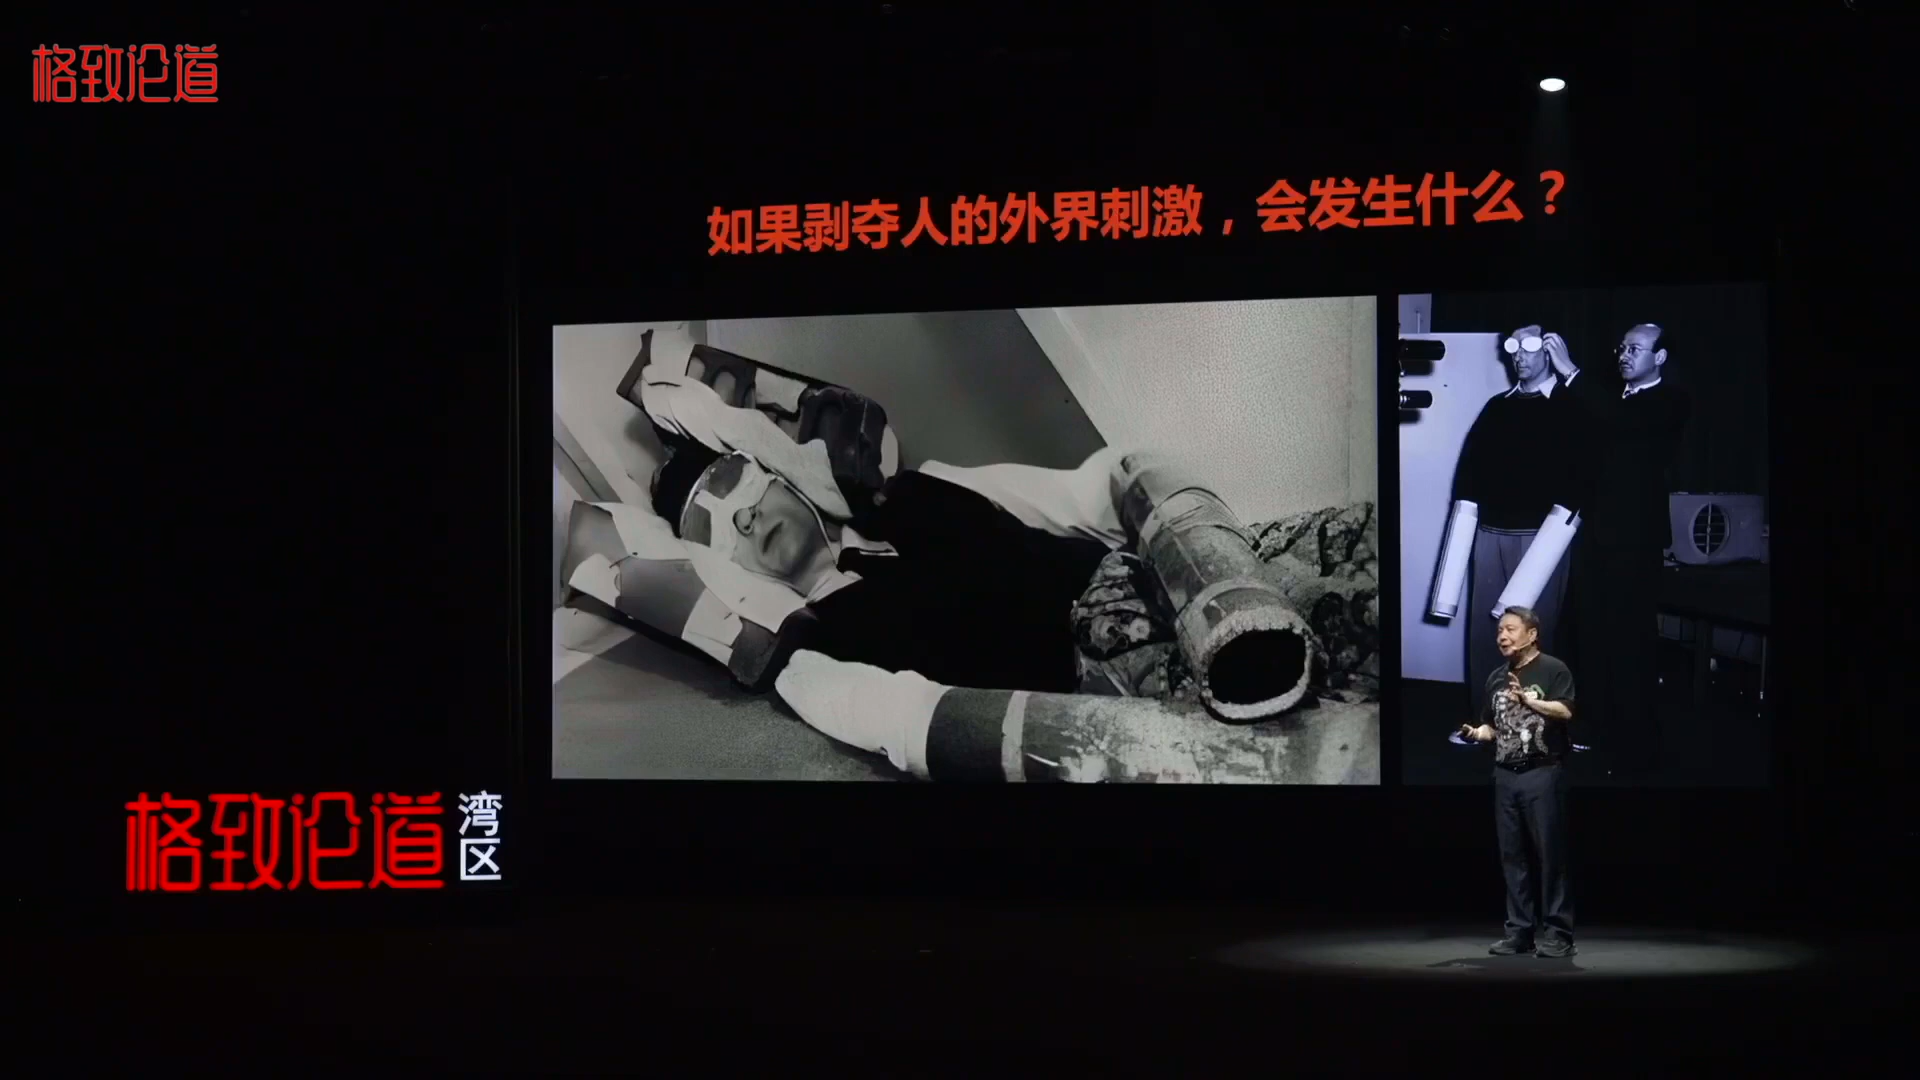 格致论道
如果剥夺人的外界刺激，会发生什么？
格致论道
湾区